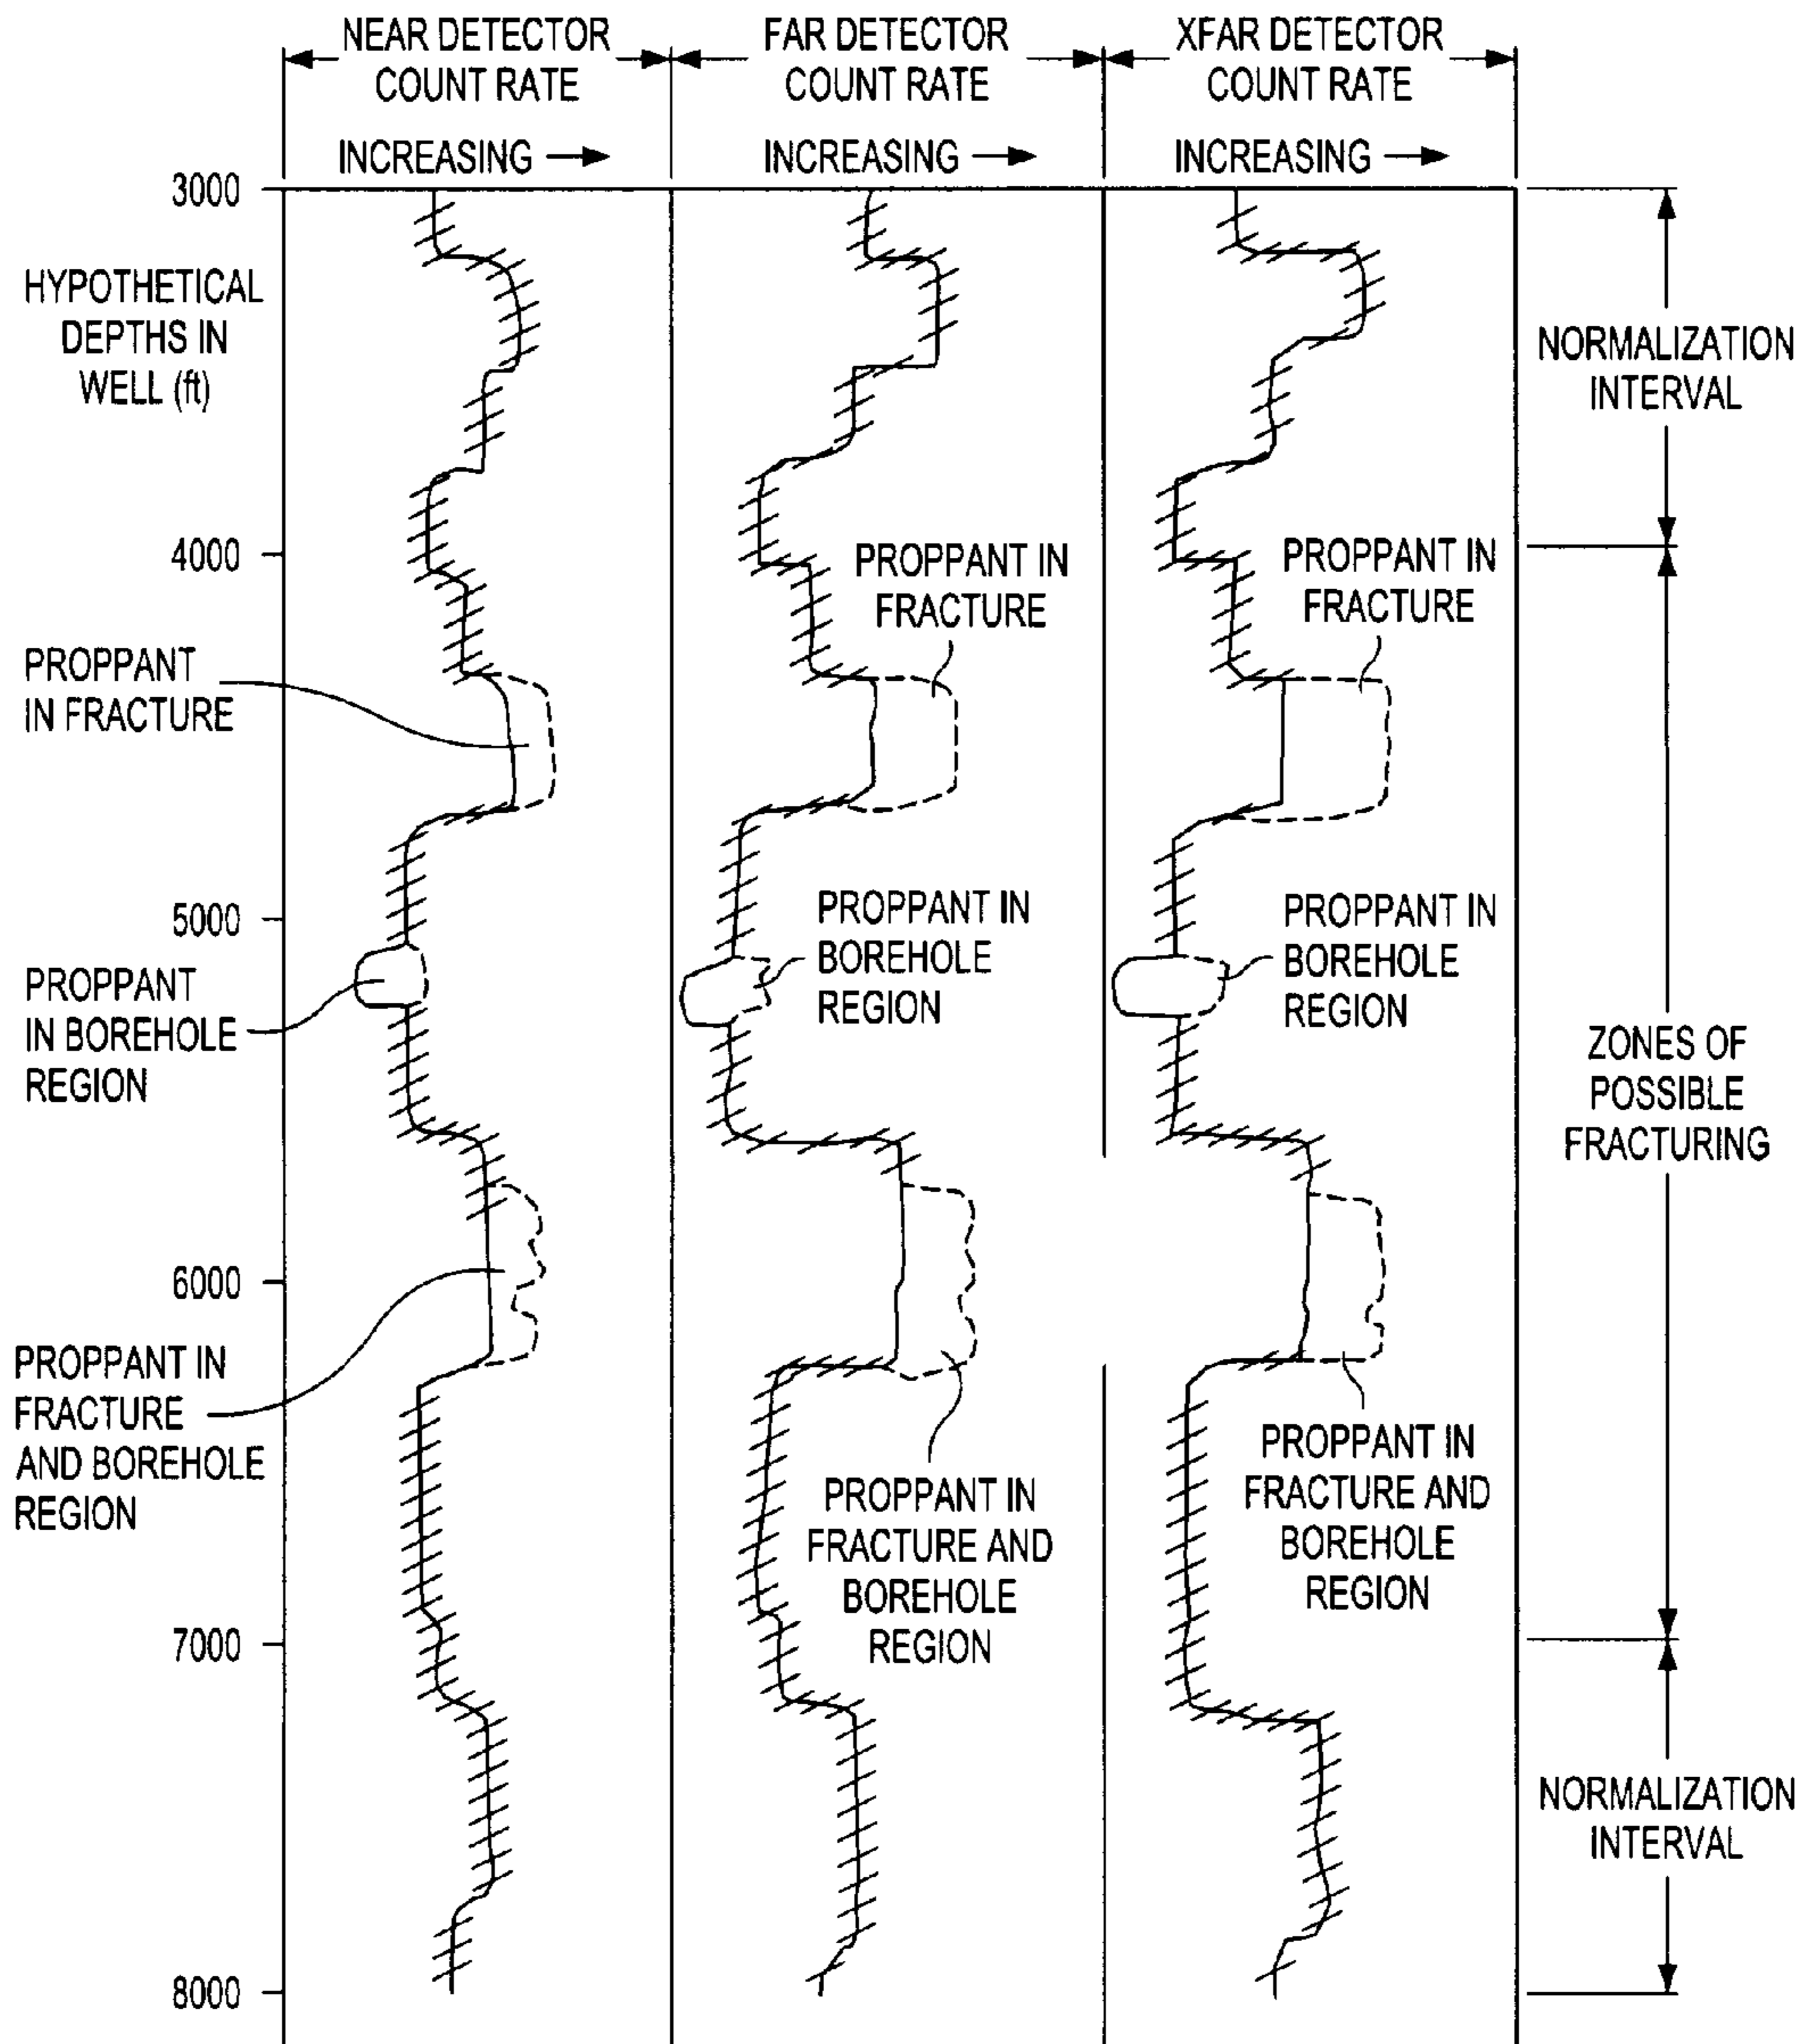 NEAR DETECTOR
COUNT RATE
FAR DETECTOR
COUNT RATE
XFAR DETECTOR
COUNT RATE
INCREASING
INCREASING
INCREASING
3000
HYPOTHETICAL
DEPTHS IN
WELL (ft)
NORMALIZATION
INTERVAL
4000
PROPPANT IN
FRACTURE
PROPPANT IN
FRACTURE
PROPPANT
IN FRACTURE
5000
PROPPANT IN
BOREHOLE
REGION
PROPPANT IN
BOREHOLE
REGION
PROPPANT
IN BOREHOLE
REGION
ZONES OF
POSSIBLE
FRACTURING
6000
PROPPANT IN
FRACTURE
AND BOREHOLE
REGION
PROPPANT IN
FRACTURE AND
BOREHOLE
REGION
PROPPANT IN
FRACTURE AND
BOREHOLE
REGION
7000
NORMALIZATION
INTERVAL
8000